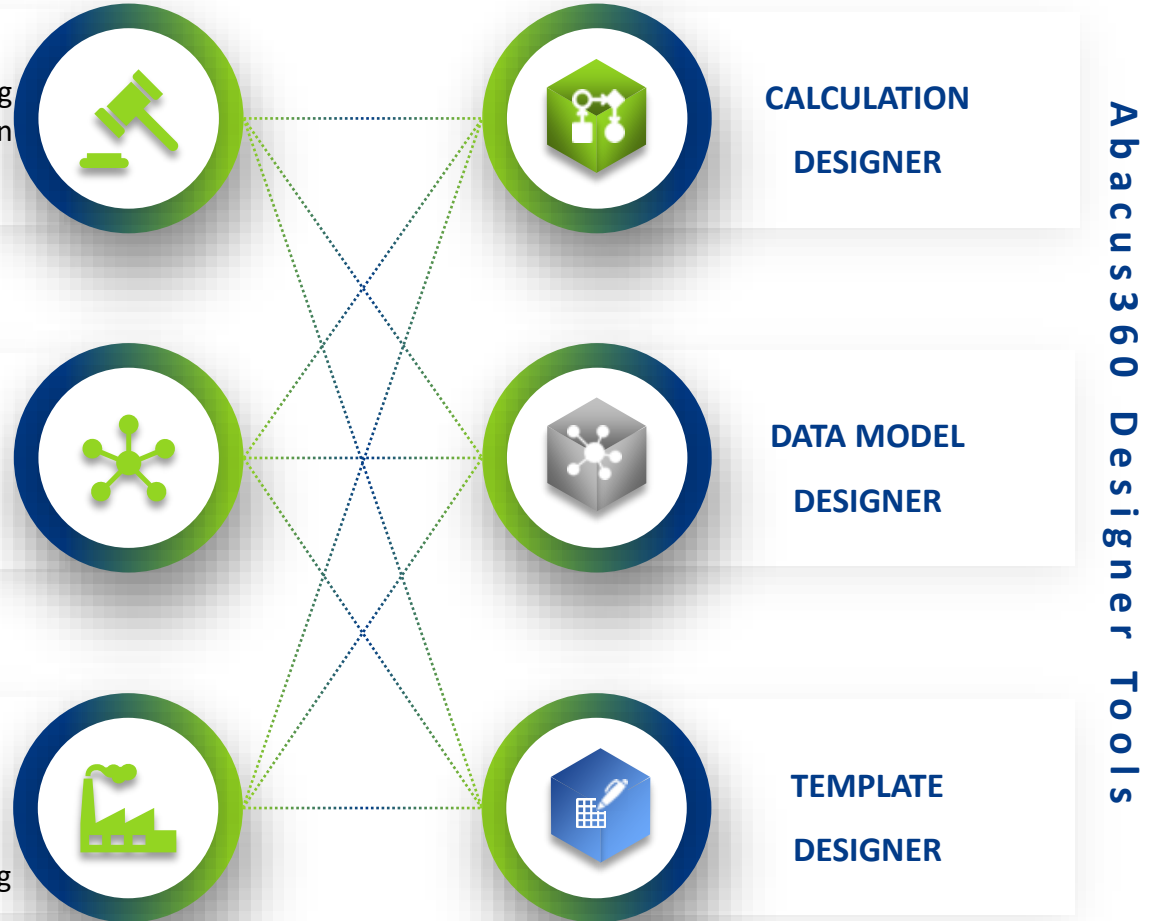 g
n
CALCULATION
DESIGNER
DATA MODEL
DESIGNER
TEMPLATE
DESIGNER
g
Abacus360 Designer Tools